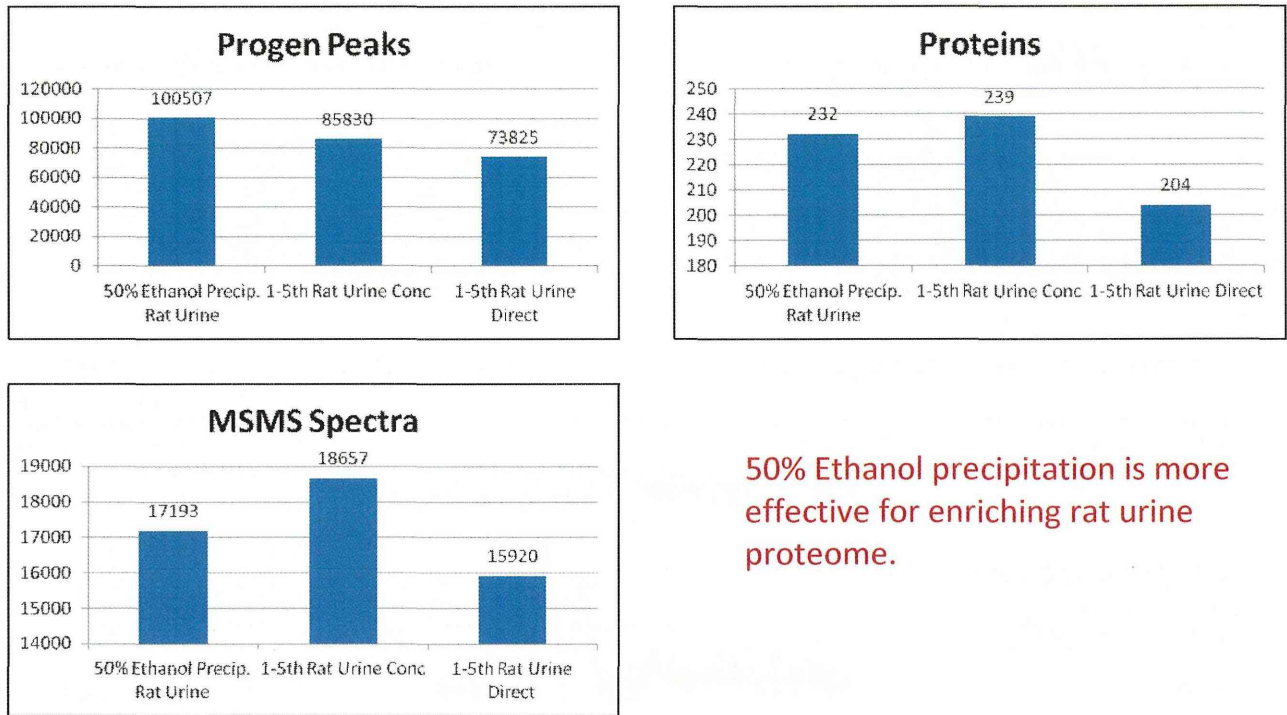 Progen Peaks
120000
100000
80000
60000
40000
20000
0
100507
85830
73825
50% Ethanol Precip. 1-5th Rat Urine Conc 1-5th Rat Urine
Rat Urine Direct
Proteins
250
240
230
220
210
200
190
180
232
239
204
50% Ethanol Precip. 1-5th Rat Urine Conc 1-5th Rat Urine Direct
Rat Urine
MSMS Spectra
19000
18000
17000
16000
15000
14000
17193
18657
15920
50% Ethanol Precip. 1-5th Rat Urine Conc 1-5th Rat Urine
Rat Urine Direct
50% Ethanol precipitation is more
effective for enriching rat urine
proteome.